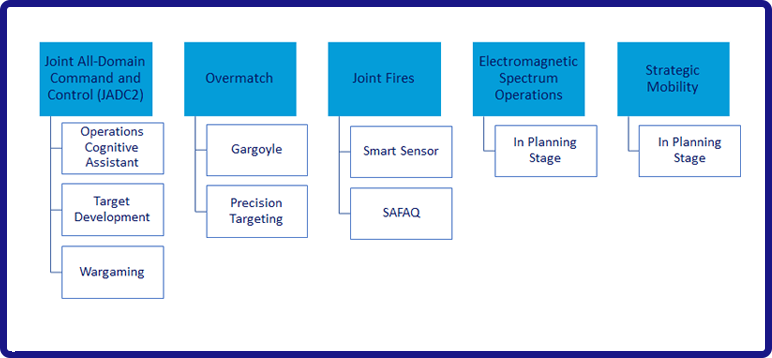 Joint All-Domain
Command and
Control (JADC2)
Operations
Cognitive
Assistant
Target
Development
Wargaming
Overmatch
Gargoyle
Precision
Targeting
Joint Fires
Smart Sensor
SAFAQ
Electromagnetic
Spectrum
Operations
In Planning
Stage
Strategic
Mobility
In Planning
Stage